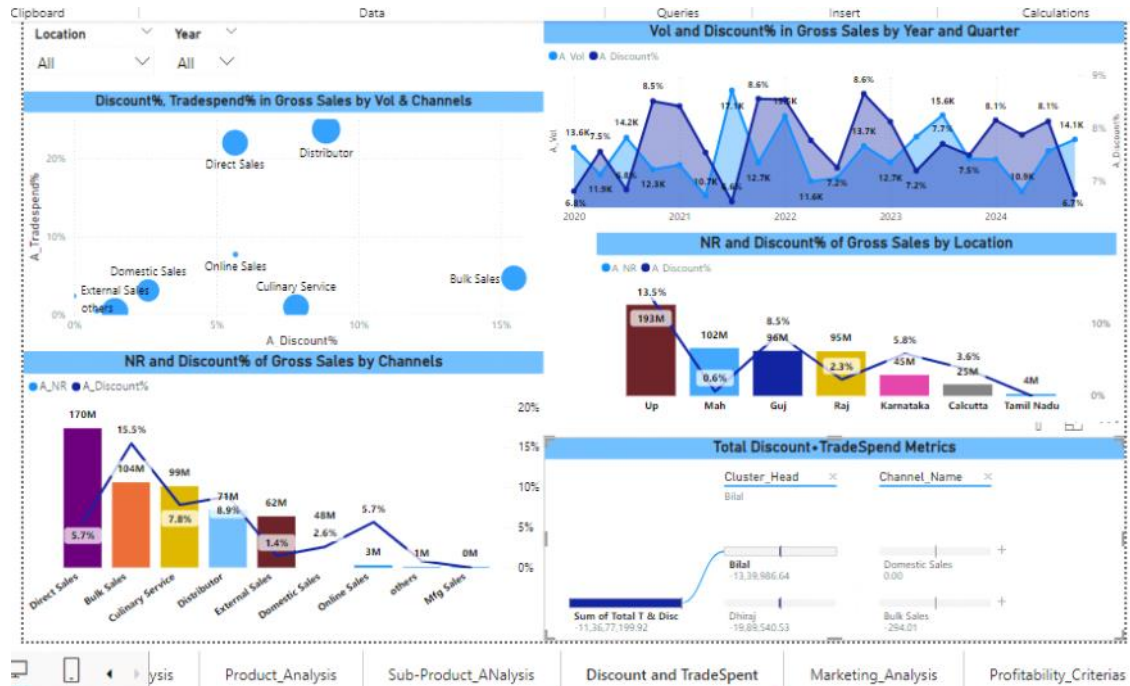 Clipboard Data Queries Insert Calculations
Location Year
All All
Discount%, Tradespend% in Gross Sales by Vol & Channels
A_Tradespend%
20%
10%
0%
Direct Sales
Distributor
Online Sales
Domestic Sales
External Sales
others
Culinary Service
Bulk Sales
0% 5% 10% 15%
A_Discount%
NR and Discount% of Gross Sales by Channels
A_NR A_Discount%
170M
15.5%
104M
99M
71M
8.9%
62M
48M
2.6%
5.7%
3M
1M
0M
5.7%
7.8%
1.4%
20%
15%
10%
5%
0%
Direct Sales
Bulk Sales
Culinary Service
Distributor
External Sales
Domestic Sales
Online Sales
others
Mfg Sales
Vol and Discount% in Gross Sales by Year and Quarter
A_Vol A_Discount%
A_Vol
13.6K
7.5%
14.2K
8.5%
17.1K
8.6%
8.6%
13.7K
15.6K
7.7%
8.1%
8.1%
14.1K
6.8%
11.9K
12.3K
10.7K
12.7K
11.6K
7.2%
12.7K
7.2%
7.5%
10.9K
6.7%
9%
8%
7%
A_Discount%
2020 2021 2022 2023 2024
NR and Discount% of Gross Sales by Location
A_NR A_Discount%
13.5%
193M
102M
0.6%
8.5%
96M
95M
2.3%
5.8%
45M
3.6%
25M
4M
10%
0%
Up Mah Guj Raj Karnataka Calcutta Tamil Nadu
Total Discount+TradeSpend Metrics
Cluster_Head Channel_Name
Bilal
Bilal
-13,39,986.64
Domestic Sales
0.00
Sum of Total T & Disc
-11,36,77,199.92
Dhiraj
-19,89,540.53
Bulk Sales
-294.01
ysis Product_Analysis Sub-Product_ANalysis Discount and TradeSpent Marketing_Analysis Profitability_Criterias